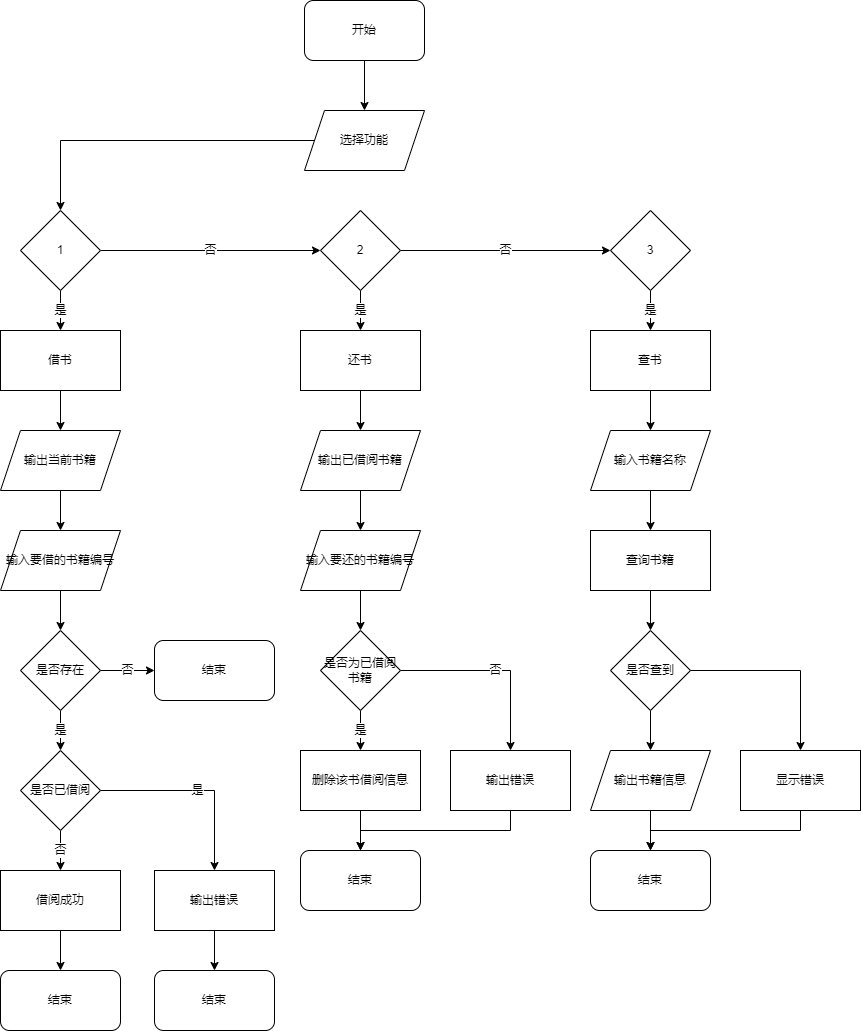 开始
选择功能
1
否
2
否
3
是
是
是
借书
还书
查书
输出当前书籍
输出已借阅书籍
输入书籍名称
输入要借的书籍编号
输入要还的书籍编号
查询书籍
是否存在
否
结束
是否为已借阅
书籍
否
是否查到
是
是
是否已借阅
是
删除该书借阅信息
输出错误
输出书籍信息
显示错误
否
借阅成功
输出错误
结束
结束
结束
结束